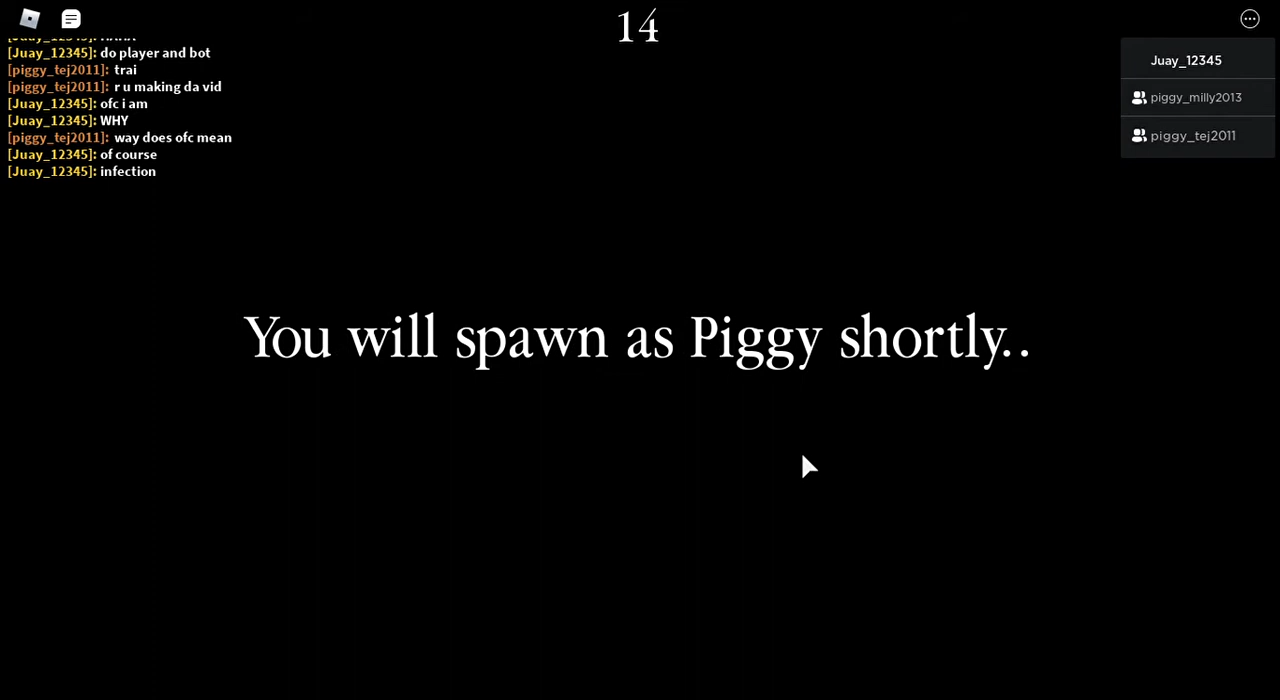 14
[Juay_12345]: do player and bot
[piggy_tej2011]: trai
[piggy_tej2011]: r u making da vid
[Juay_12345]: ofc i am
[Juay_12345]: WHY
[piggy_tej2011]: way does ofc mean
[Juay_12345]: of course
[Juay_12345]: infection
Juay_12345
piggy_milly2013
piggy_tej2011
You will spawn as Piggy shortly..